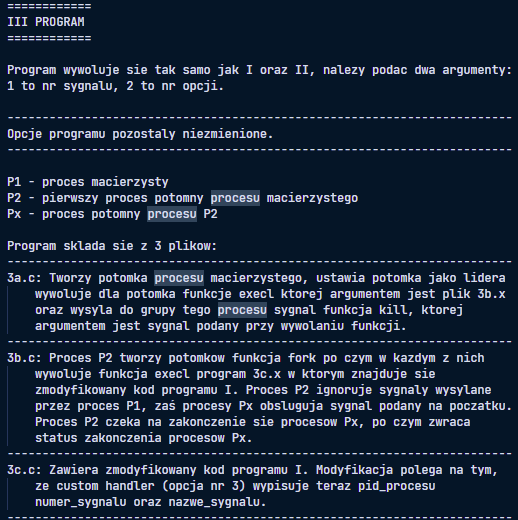 ============
III PROGRAM
============
Program wywoluje sie tak samo jak I oraz II, nalezy podac dwa argumenty:
1 to nr sygnalu, 2 to nr opcji.
---------------------------------------------------------------
Opcje programu pozostaly niezmienione.
---------------------------------------------------------------
P1 - proces macierzysty
P2 - pierwszy proces potomny procesu macierzystego
Px - proces potomny procesu P2
Program sklada sie z 3 plikow:
---------------------------------------------------------------
3a.c: Tworzy potomka procesu macierzystego, ustawia potomka jako lidera
wywoluje dla potomka funkcje execl ktorej argumentem jest plik 3b.x
oraz wysyla do grupy tego procesu sygnal funkcja kill, ktorej
argumentem jest sygnal podany przy wywolaniu funkcji.
---------------------------------------------------------------
3b.c: Proces P2 tworzy potomkow funkcja fork po czym w kazdym z nich
wywoluje funkcja execl program 3c.x w ktorym znajduje sie
zmodyfikowany kod programu I. Proces P2 ignoruje sygnaly wysylane
przez proces P1, zaś procesy Px obsluguja sygnal podany na poczatku.
Proces P2 czeka na zakonczenie sie procesow Px, po czym zwraca
status zakonczenia procesow Px.
---------------------------------------------------------------
3c.c: Zawiera zmodyfikowany kod programu I. Modyfikacja polega na tym,
ze custom handler (opcja nr 3) wypisuje teraz pid_procesu
numer_sygnalu oraz nazwe_sygnalu.
---------------------------------------------------------------